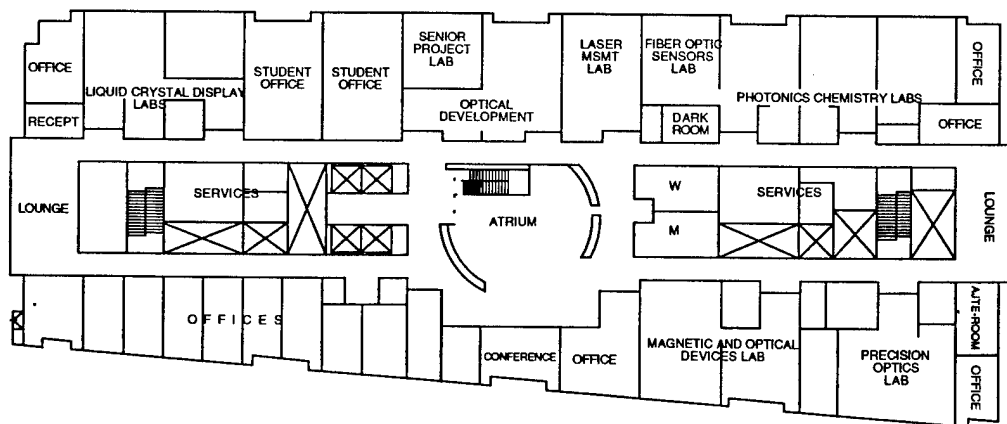 SENIOR
PROJECT
LAB
LASER
MSMT
LAB
FIBER OPTIC
SENSORS
LAB
OFFICE
OFFICE
STUDENT
OFFICE
STUDENT
OFFICE
LIQUID CRYSTAL DISPLAY
LABS
PHOTONICS CHEMISTRY LABS
OPTICAL
DEVELOPMENT
RECEPT
DARK
ROOM
OFFICE
LOUNGE
SERVICES
ATRIUM
W
M
SERVICES
LOUNGE
OFFICES
CONFERENCE
OFFICE
MAGNETIC AND OPTICAL
DEVICES LAB
PRECISION
OPTICS
LAB
AJTE-ROOM
OFFICE